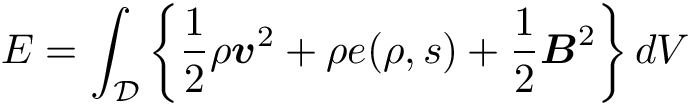 $E = \int_{\mathcal{D}} \left\{ \frac{1}{2} \rho \boldsymbol{v}^2 + \rho e(\rho, s) + \frac{1}{2} \boldsymbol{B}^2 \right\} dV$